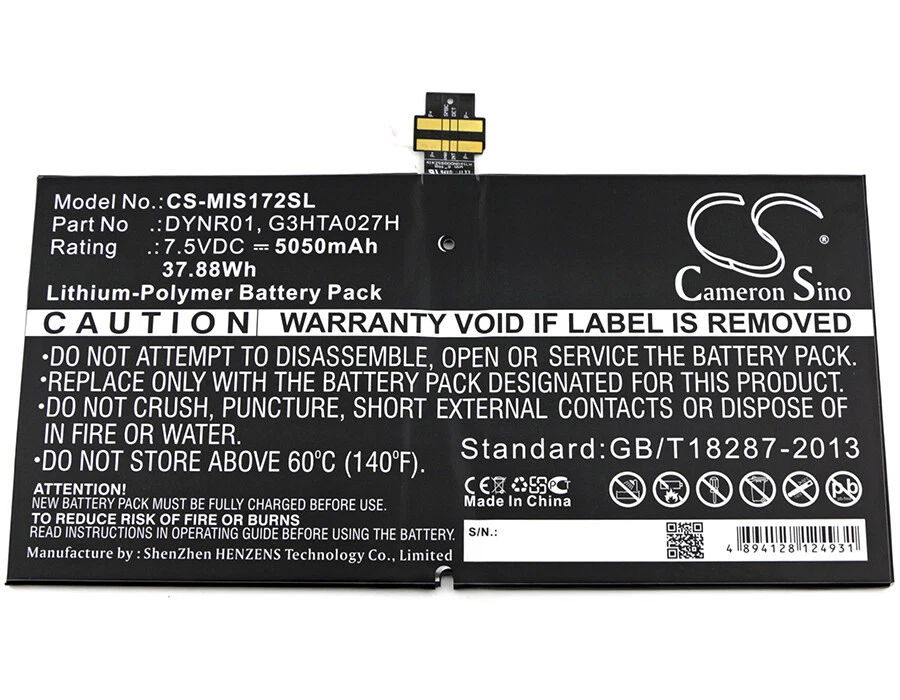 Model No.: CS-MIS172SL
Part No .: DYNR01, G3HTA027H
Rating .: 7.5VDC ⎓ 5050mAh
37.88Wh
Lithium-Polymer Battery Pack
CS ®
Cameron Sino
CAUTION WARRANTY VOID IF LABEL IS REMOVED
•DO NOT ATTEMPT TO DISASSEMBLE, OPEN OR SERVICE THE BATTERY PACK.
•REPLACE ONLY WITH THE BATTERY PACK DESIGNATED FOR THIS PRODUCT.
•DO NOT CRUSH, PUNCTURE, SHORT EXTERNAL CONTACTS OR DISPOSE OF
IN FIRE OR WATER.
•DO NOT STORE ABOVE 60°C (140°F).
Standard:GB/T18287-2013
ATTENTION:
NEW BATTERY PACK MUST BE FULLY CHARGED BEFORE USE.
TO REDUCE RISK OF FIRE OR BURNS
READ INSTRUCTIONS IN OPERATING GUIDE BEFORE USING THE BATTERY.
Manufacture by: ShenZhen HENZENS Technology Co., Limited
CE
Made In China
Pb
S/N.:
4 894128 124931